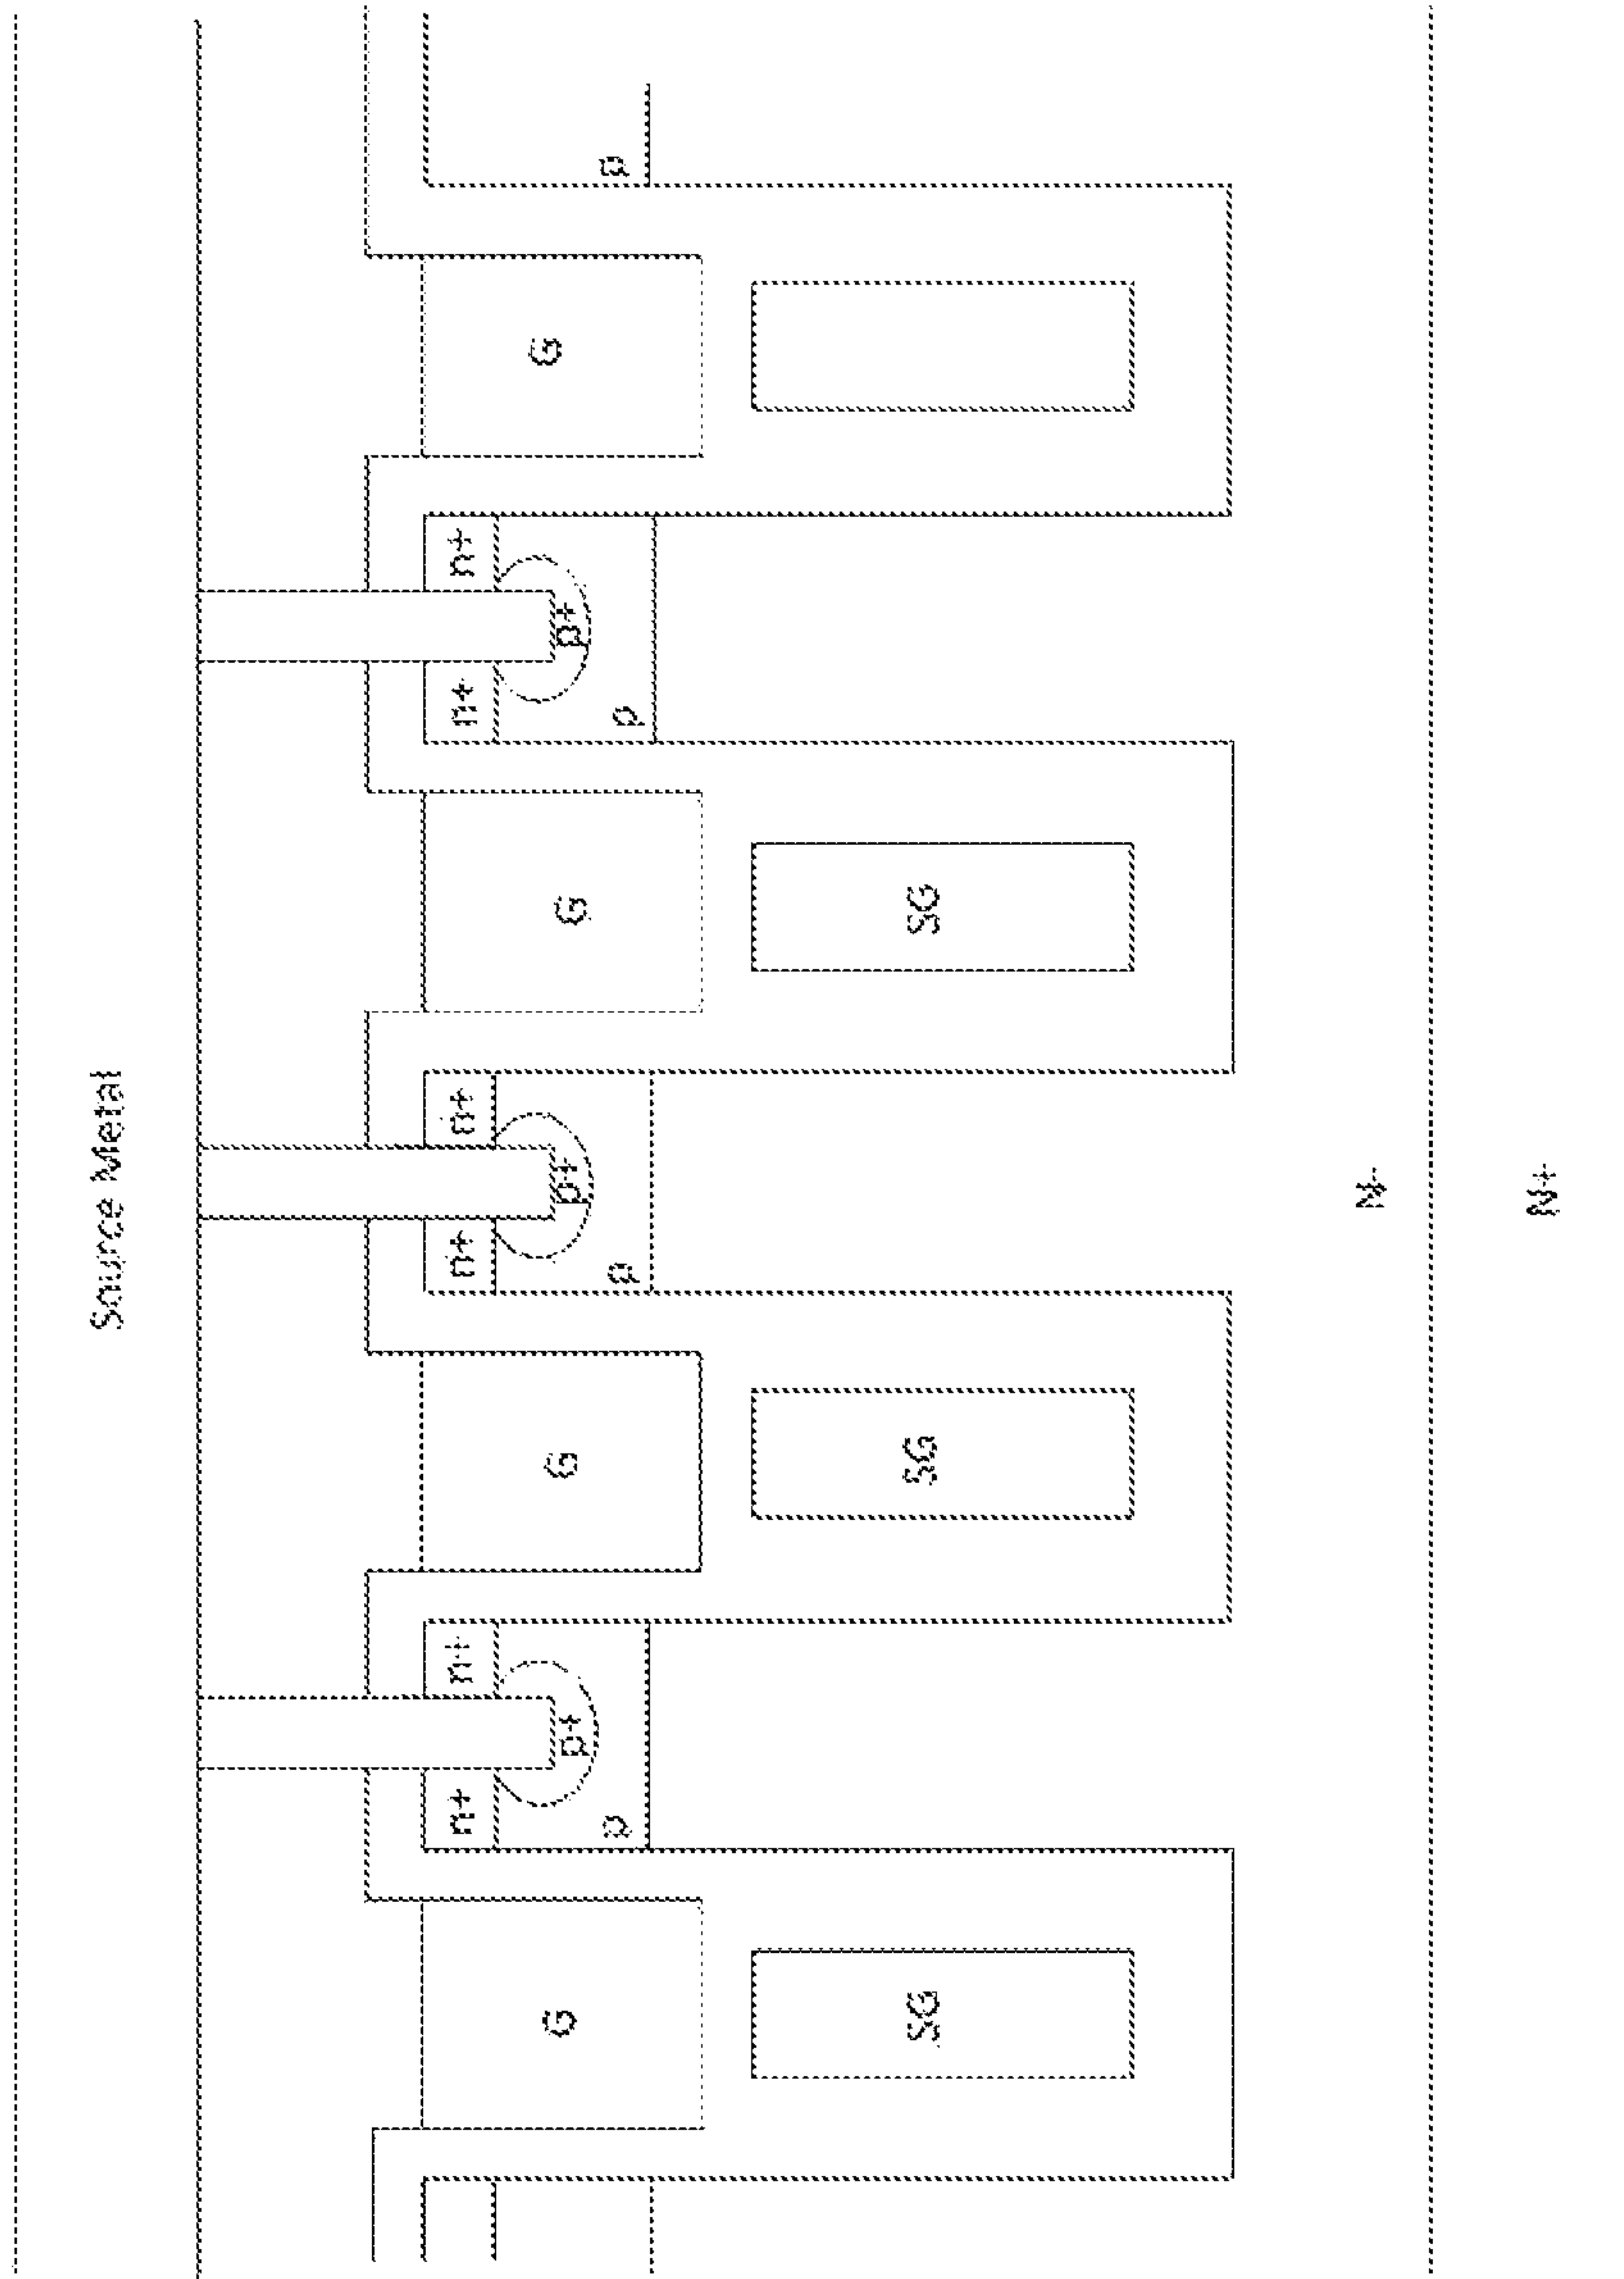 Source Metal
n+ n+ n+ n+ n+ n+
G p+ G p+ G p+ G
p p p p
SG SG SG
N-
N+